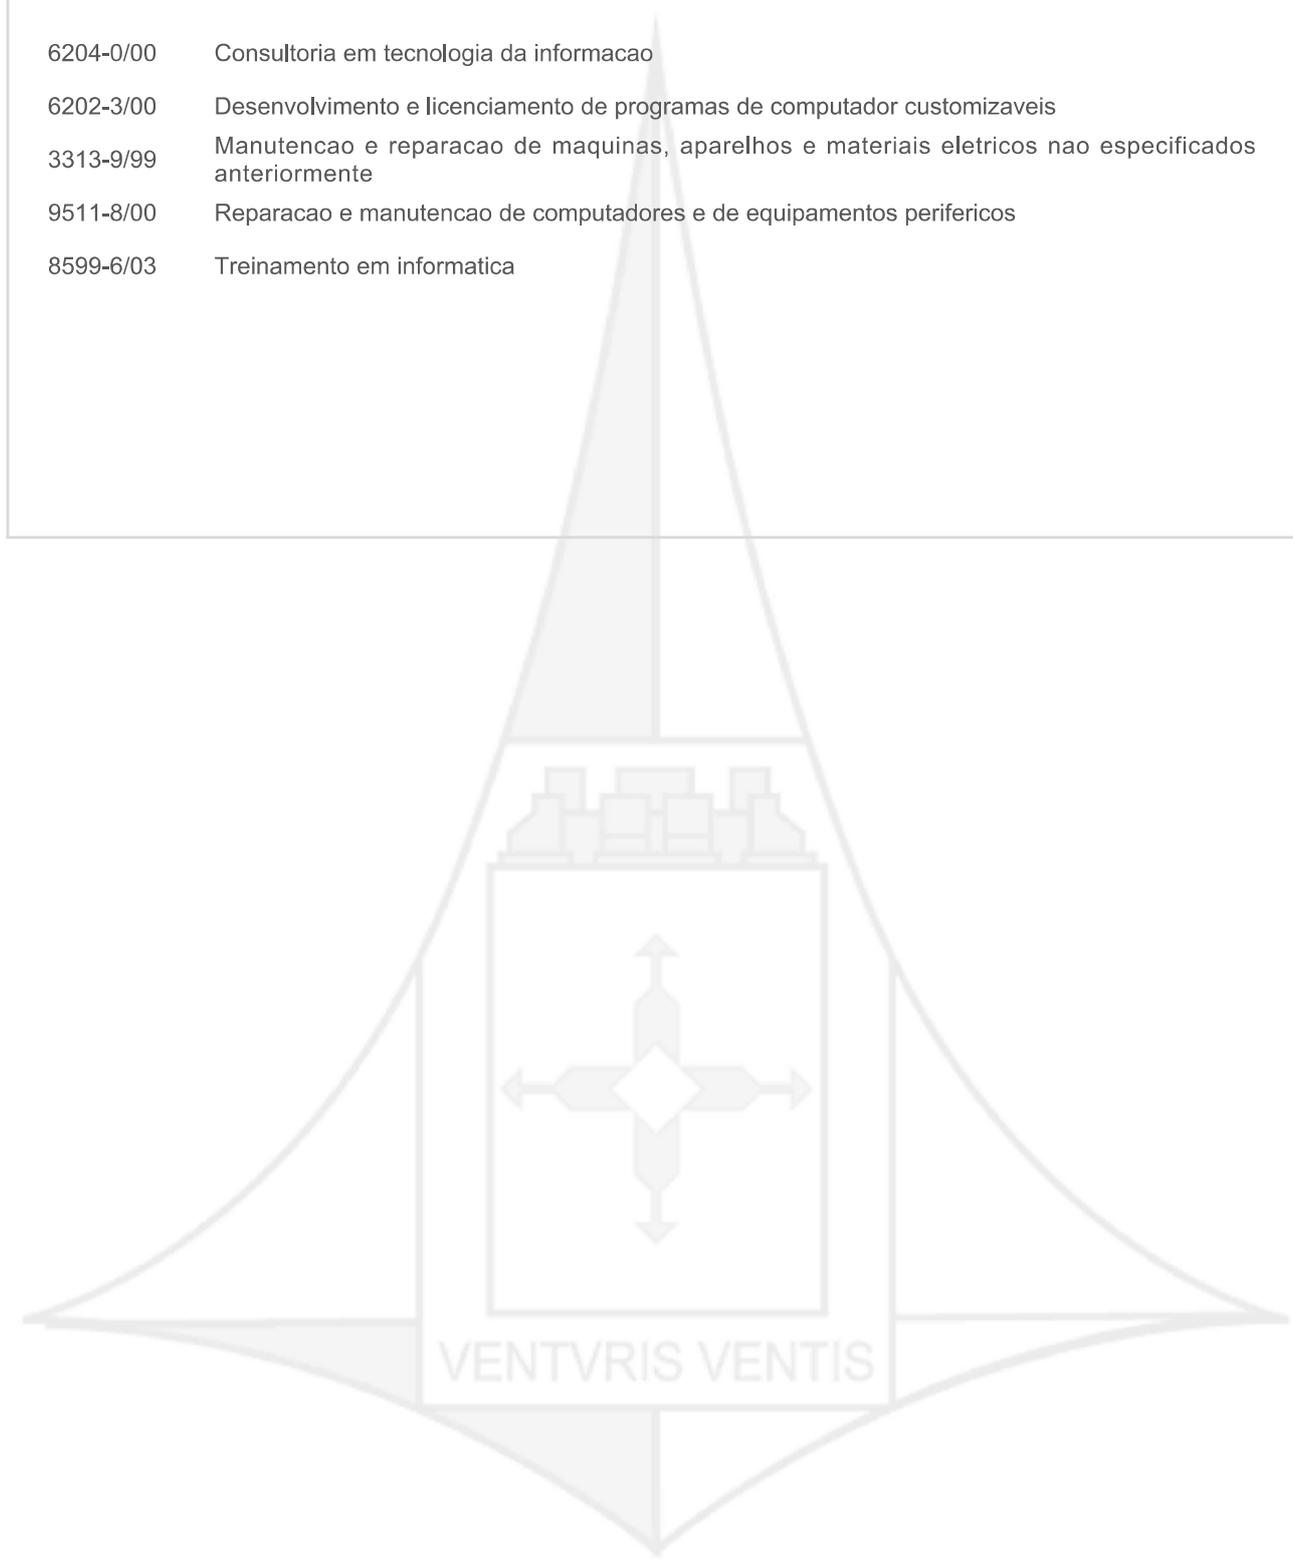 6204-0/00 Consultoria em tecnologia da informacao
6202-3/00 Desenvolvimento e licenciamento de programas de computador customizaveis
3313-9/99 Manutencao e reparacao de maquinas, aparelhos e materiais eletricos nao especificados
anteriormente
9511-8/00 Reparacao e manutencao de computadores e de equipamentos perifericos
8599-6/03 Treinamento em informatica
VENTVRIS VENTIS